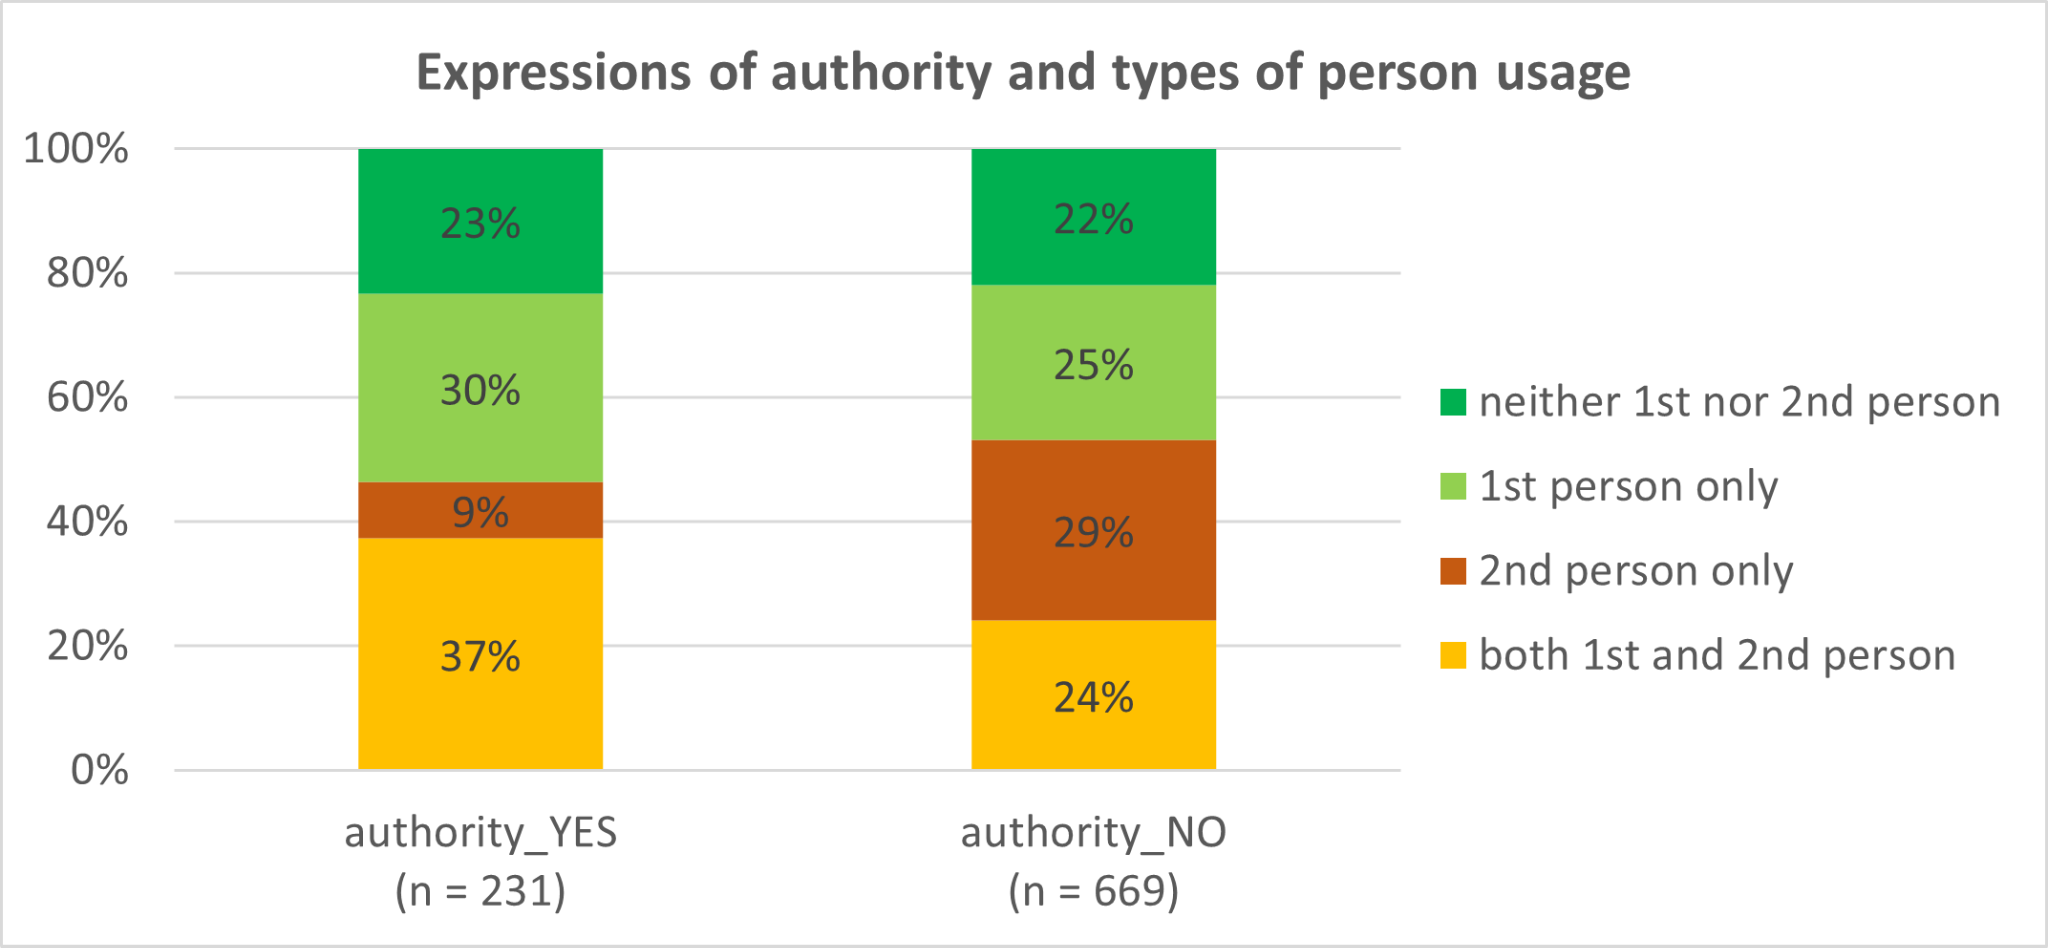 Expressions of authority and types of person usage
100%
80%
60%
40%
20%
0%
23%
30%
9%
37%
22%
25%
29%
24%
authority_YES
(n = 231)
authority_NO
(n = 669)
neither 1st nor 2nd person
1st person only
2nd person only
both 1st and 2nd person